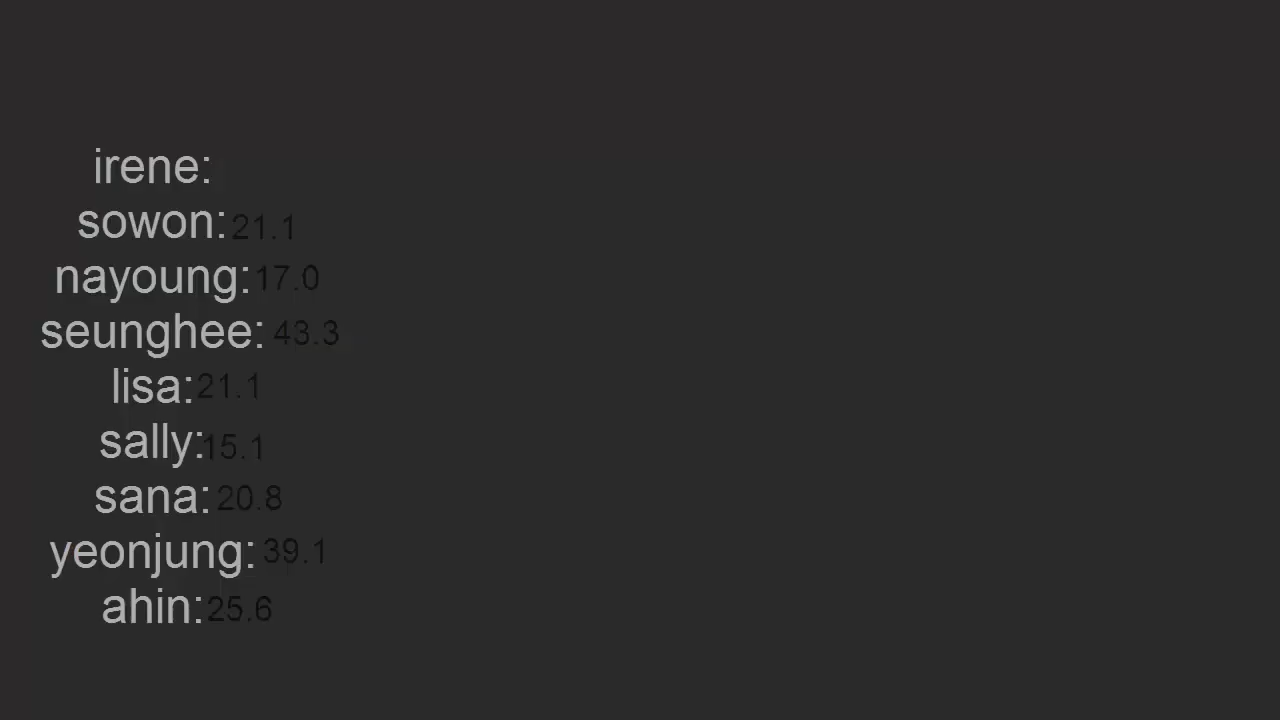 irene:
sowon: 21.1
nayoung: 17.0
seunghee: 43.3
lisa: 21.1
sally: 15.1
sana: 20.8
yeonjung: 39.1
ahin: 25.6